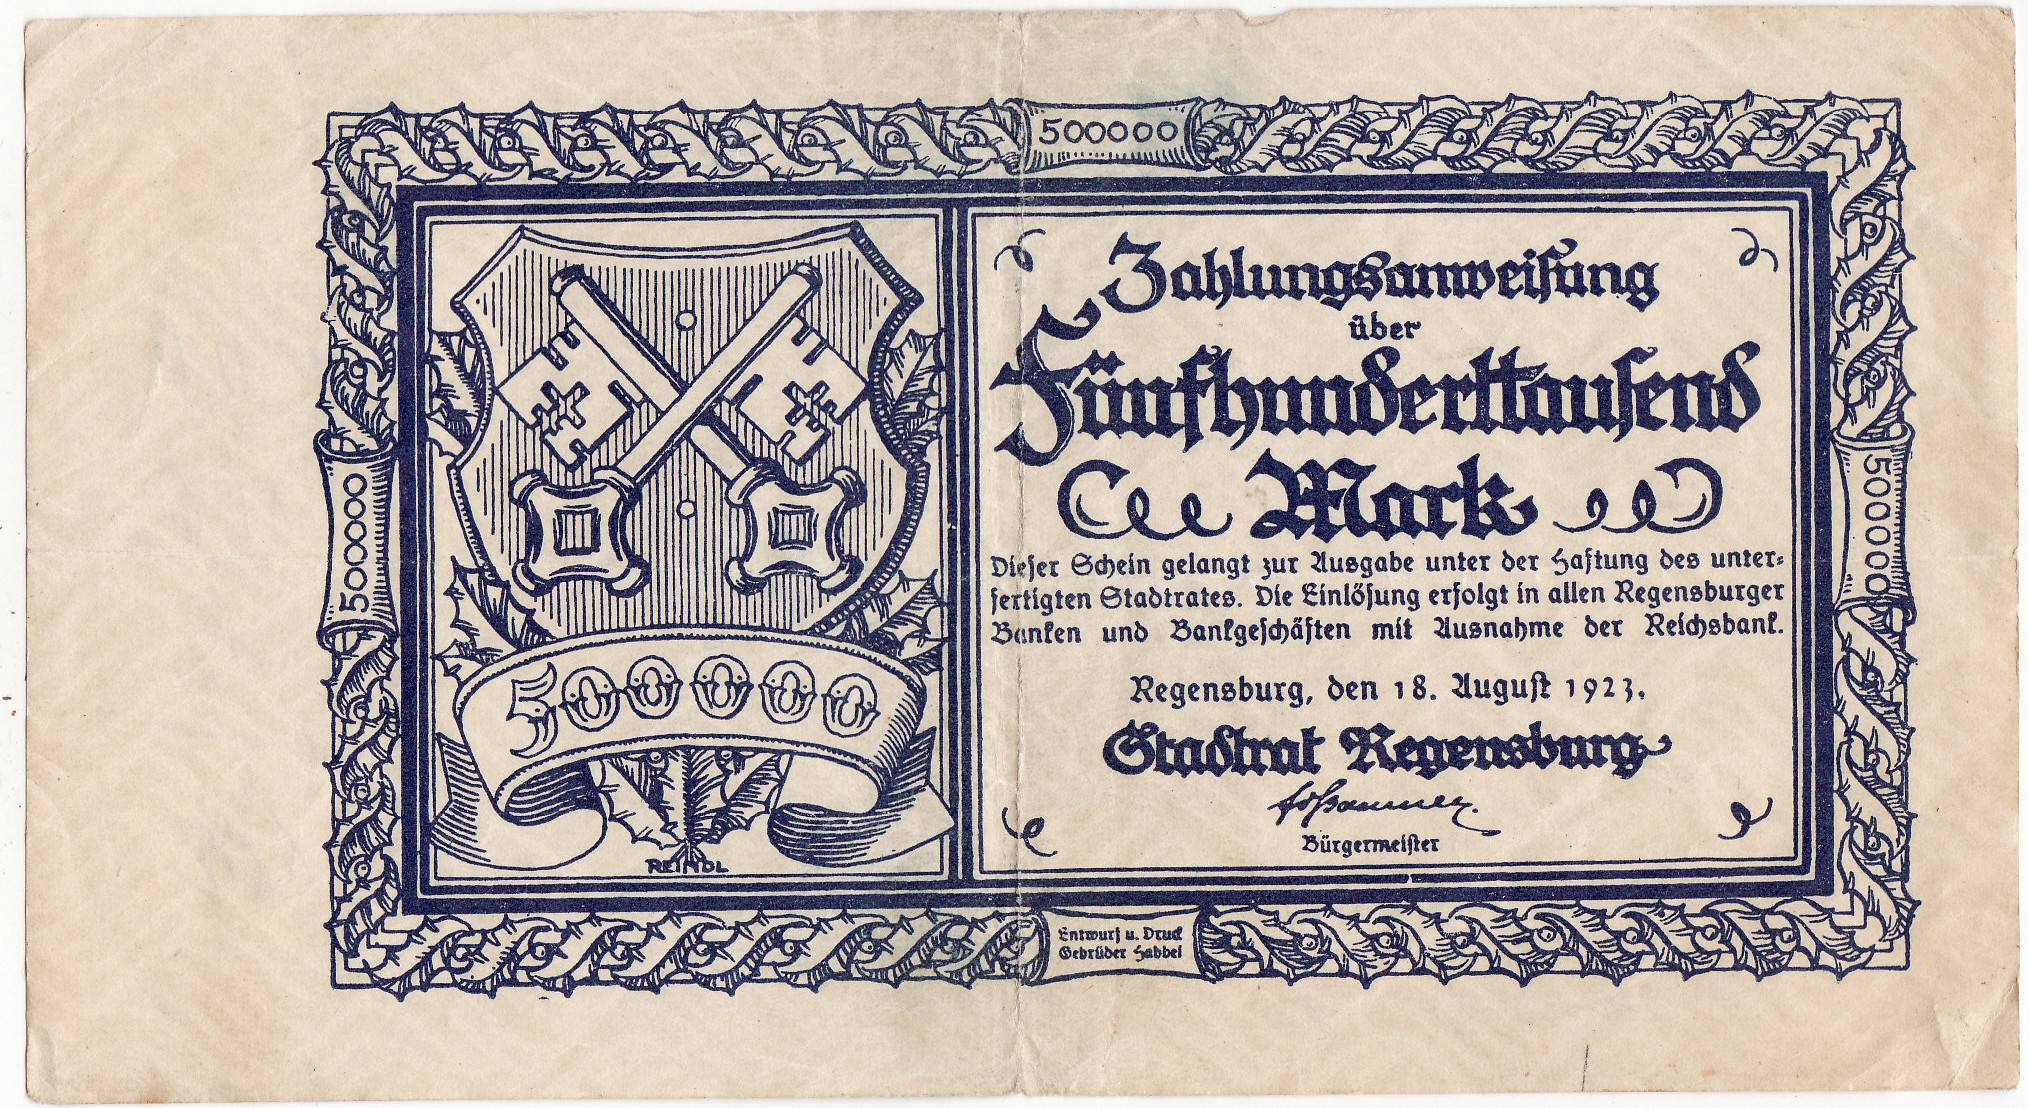 500000
Zahlungsanweisung
über
Fünfhunderttausend
Mark
Dieser Schein gelangt zur Ausgabe unter der Haftung des unter-
fertigten Stadtrates. Die Einlösung erfolgt in allen Regensburger
Banken und Bankgeschäften mit Ausnahme der Reichsbank.
Regensburg, den 18. August 1923.
Stadtrat Regensburg
Bürgermeister
500000
500000
500000
REINDL
Entwurf u. Druck
Gebrüder Habbel